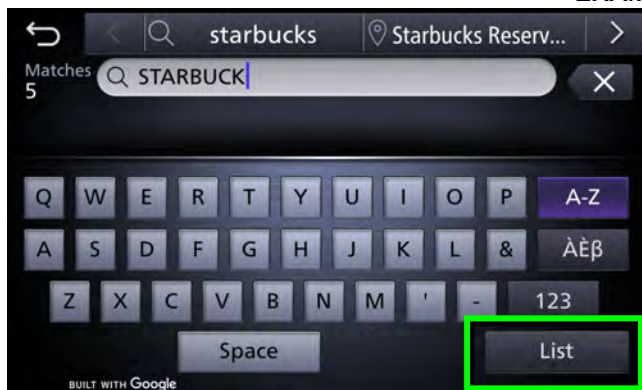 starbucks Starbucks Reserv...
Matches
5
STARBUCK
X
Q W E R T Y U I O P A-Z
A S D F G H J K L & ÀÈβ
Z X C V B N M ' - 123
Space List
BUILT WITH Google